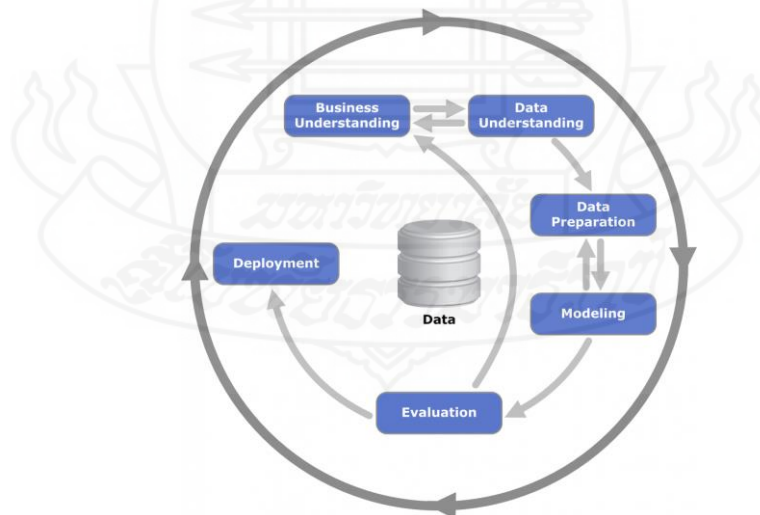 Business
Understanding
Data
Understanding
Data
Preparation
Deployment
Data
Modeling
Evaluation